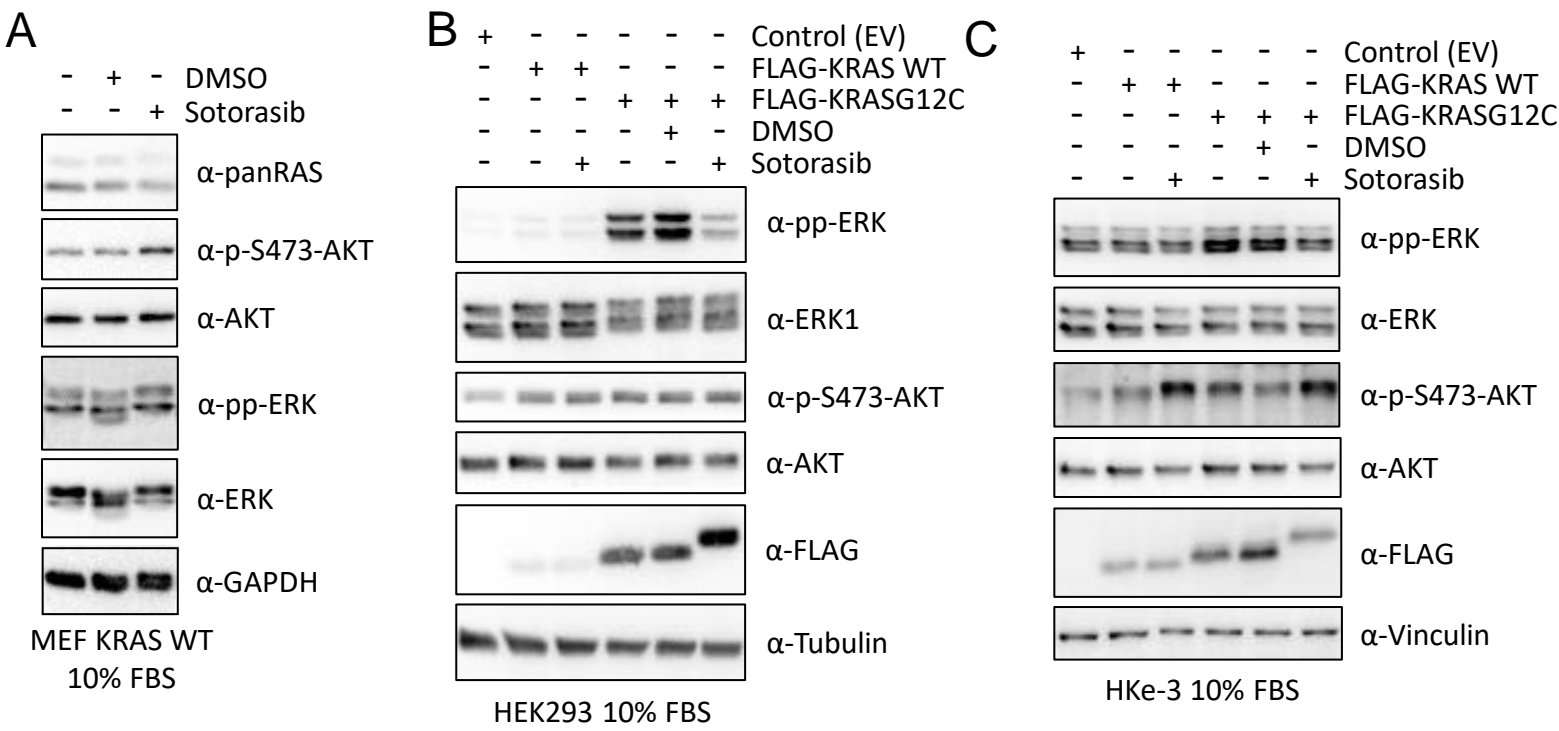 A
- + - DMSO
- - + Sotorasib
α-panRAS
α-p-S473-AKT
α-AKT
α-pp-ERK
α-ERK
α-GAPDH
MEF KRAS WT
10% FBS
B
+ - - - - - Control (EV)
- + + - - - FLAG-KRAS WT
- - - + + + FLAG-KRASG12C
- - - - + - DMSO
- - + - - + Sotorasib
α-pp-ERK
α-ERK1
α-p-S473-AKT
α-AKT
α-FLAG
α-Tubulin
HEK293 10% FBS
C
+ - - - - - Control (EV)
- + + - - - FLAG-KRAS WT
- - - + + + FLAG-KRASG12C
- - - - + - DMSO
- - + - - + Sotorasib
α-pp-ERK
α-ERK
α-p-S473-AKT
α-AKT
α-FLAG
α-Vinculin
HKe-3 10% FBS